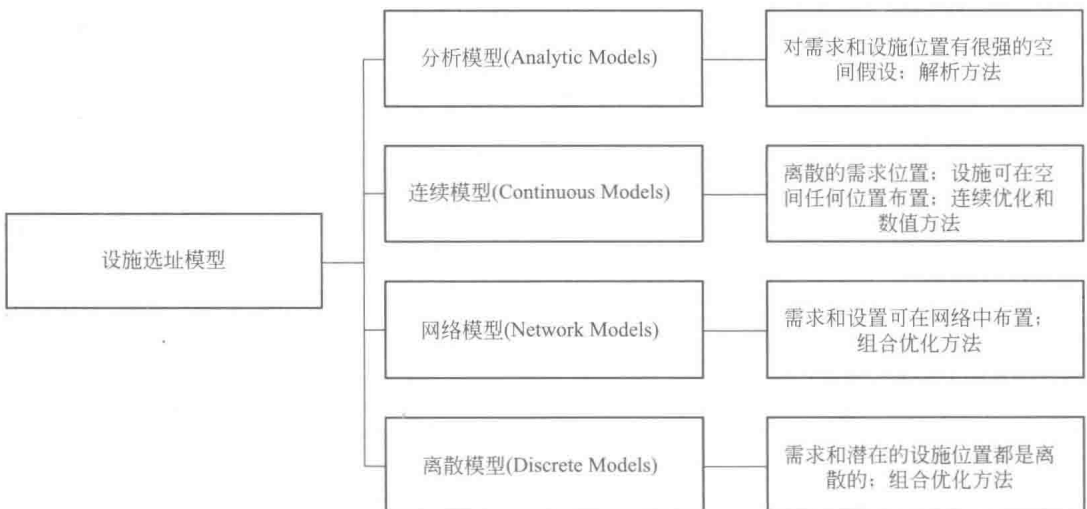 分析模型(Analytic Models)
对需求和设施位置有很强的空
间假设；解析方法
连续模型(Continuous Models)
离散的需求位置；设施可在空
间任何位置布置；连续优化和
数值方法
设施选址模型
网络模型(Network Models)
需求和设置可在网络中布置；
组合优化方法
离散模型(Discrete Models)
需求和潜在的设施位置都是离
散的；组合优化方法